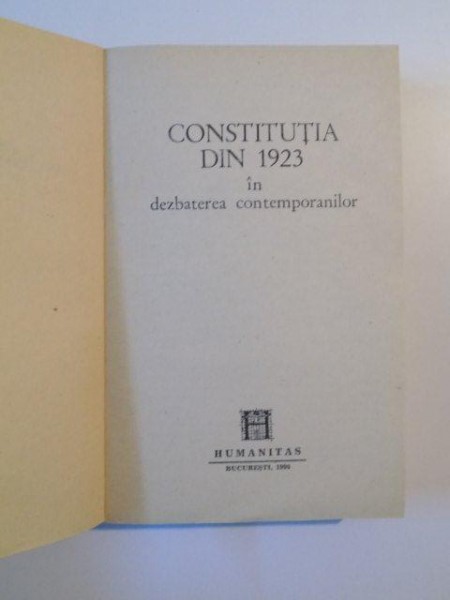 CONSTITUȚIA
DIN 1923
în
dezbaterea contemporanilor
H
HUMANITAS
BUCUREȘTI, 1990